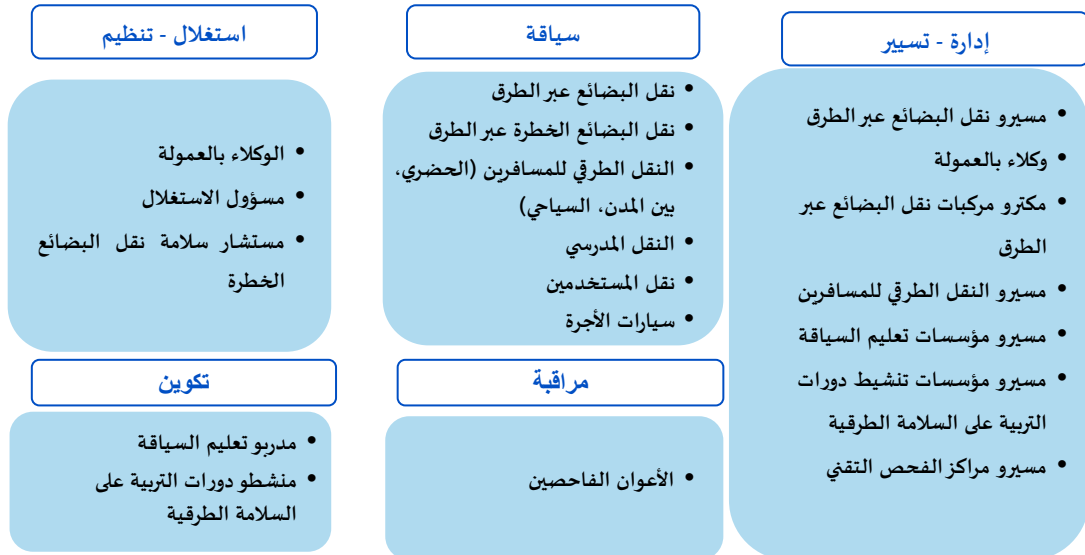 إدارة - تسيير
• مسيرو نقل البضائع عبر الطرق
• وكلاء بالعمولة
• مكترو مركبات نقل البضائع عبر
الطرق
• مسيرو النقل الطرقي للمسافرين
• مسيرو مؤسسات تعليم السياقة
• مسيرو مؤسسات تنشيط دورات
التربية على السلامة الطرقية
• مسيرو مراكز الفحص التقني
سياقة
• نقل البضائع عبر الطرق
• نقل البضائع الخطرة عبر الطرق
• النقل الطرقي للمسافرين (الحضري،
بين المدن، السياحي)
• النقل المدرسي
• نقل المستخدمين
• سيارات الأجرة
استغلال - تنظيم
• الوكلاء بالعمولة
• مسؤول الاستغلال
• مستشار سلامة نقل البضائع
الخطرة
مراقبة
• الأعوان الفاحصين
تكوين
• مدربو تعليم السياقة
• منشطو دورات التربية على
السلامة الطرقية